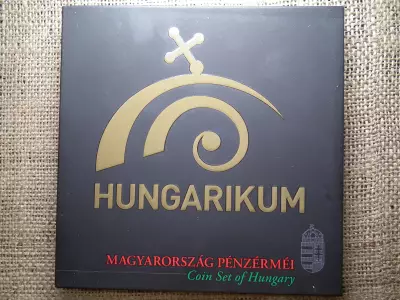 HUNGARIKUM
MAGYARORSZÁG PÉNZÉRMÉI
Coin Set of Hungary